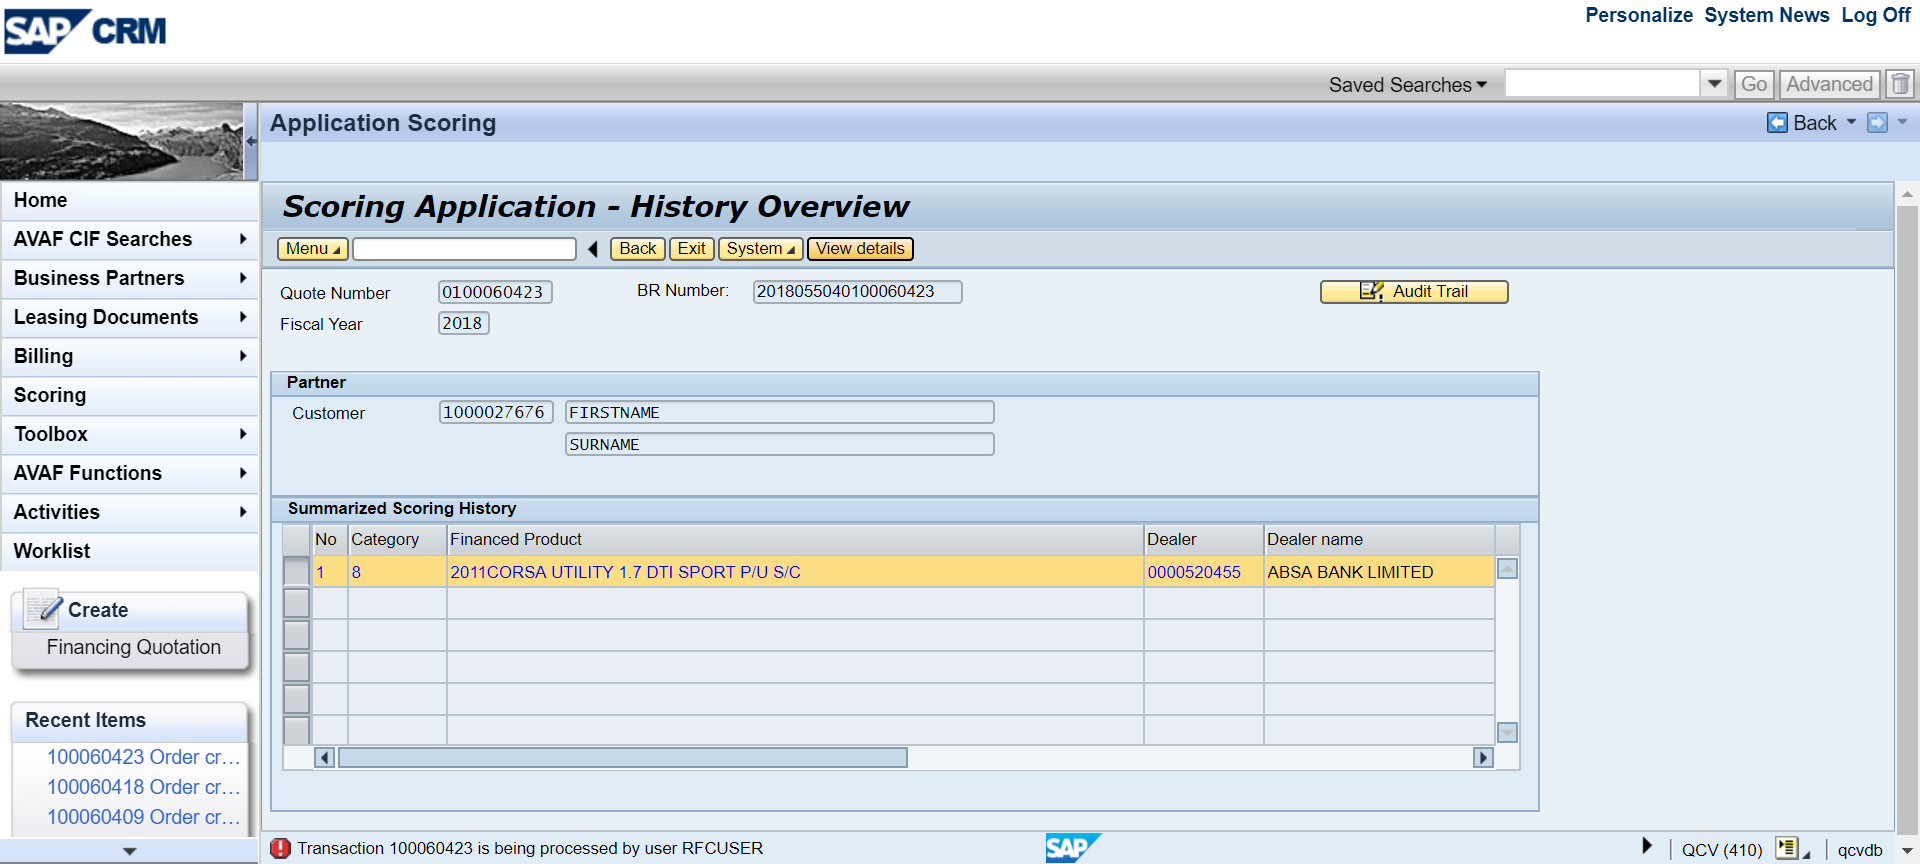 SAP CRM
Personalize System News Log Off
Saved Searches Go Advanced
Application Scoring
Back
Home
AVAF CIF Searches
Business Partners
Leasing Documents
Billing
Scoring
Toolbox
AVAF Functions
Activities
Worklist
Create
Financing Quotation
Recent Items
100060423 Order cr...
100060418 Order cr...
100060409 Order cr...
Scoring Application - History Overview
Menu Back Exit System View details
Quote Number 0100060423 BR Number: 2018055040100060423 Audit Trail
Fiscal Year 2018
Partner
Customer 1000027676 FIRSTNAME
SURNAME
Summarized Scoring History
No Category Financed Product Dealer Dealer name
1 8 2011CORSA UTILITY 1.7 DTI SPORT P/U S/C 0000520455 ABSA BANK LIMITED
Transaction 100060423 is being processed by user RFCUSER SAP QCV (410) qcvdb